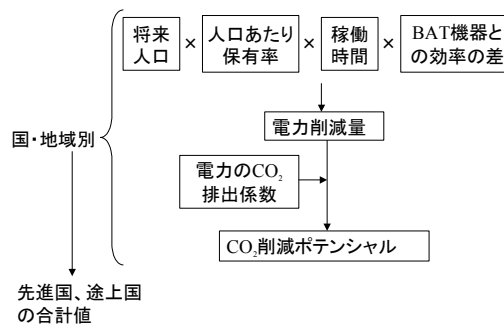 将来
人口
×
人口あたり
保有率
×
稼働
時間
×
BAT機器と
の効率の差
電力削減量
国・地域別
電力のCO₂
排出係数
CO₂削減ポテンシャル
先進国、途上国
の合計値